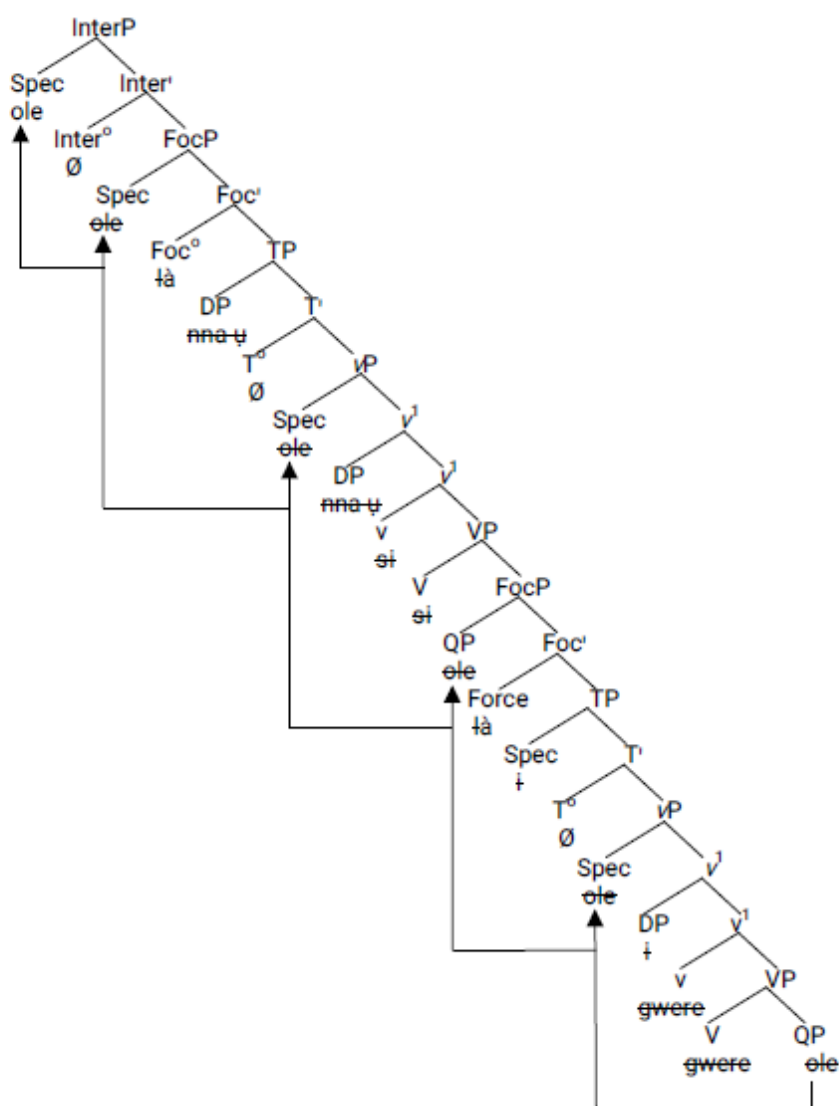 InterP
Spec Inter'
ole
Inter° FocP
Ø
Spec Foc'
ole
Foc° TP
là
DP T'
nna ụ
T° vP
Ø
Spec v¹
ole
DP v¹
nna ụ
v VP
si
V FocP
si
QP Foc'
ole
Force TP
là
Spec T'
i
T° vP
Ø
Spec v¹
ole
DP v¹
i
v VP
gwere
V QP
gwere ole